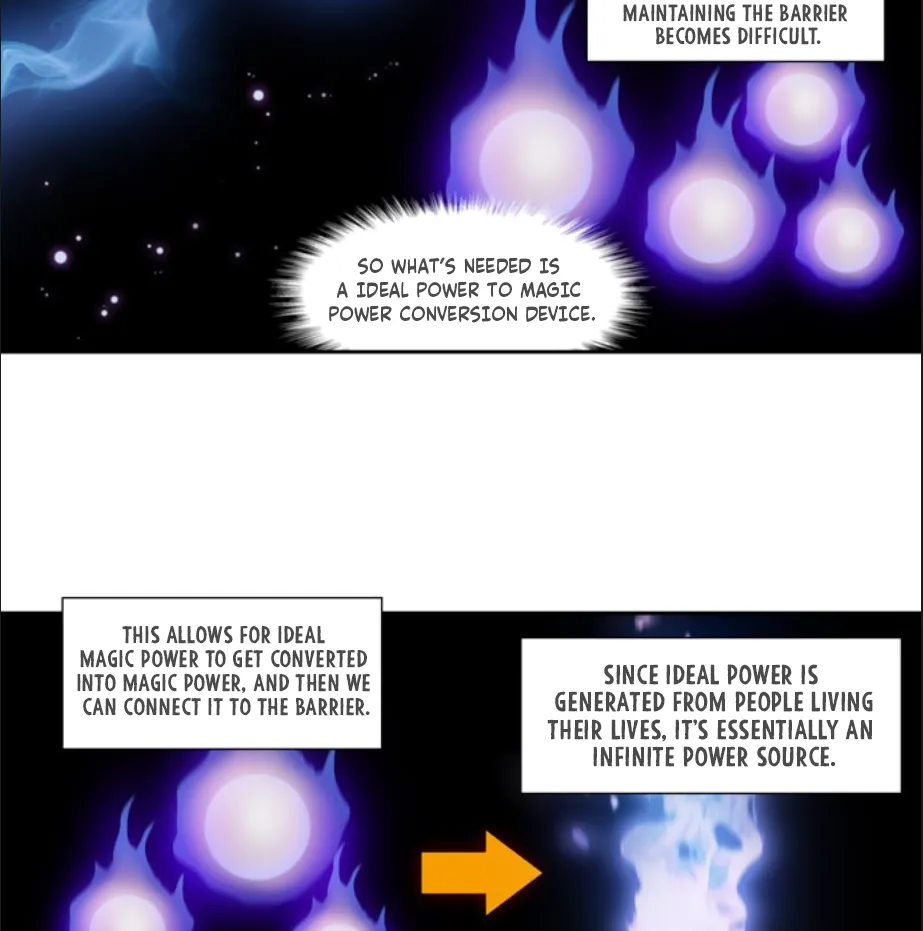 MAINTAINING THE BARRIER
BECOMES DIFFICULT.
SO WHAT'S NEEDED IS
A IDEAL POWER TO MAGIC
POWER CONVERSION DEVICE.
THIS ALLOWS FOR IDEAL
MAGIC POWER TO GET CONVERTED
INTO MAGIC POWER, AND THEN WE
CAN CONNECT IT TO THE BARRIER.
SINCE IDEAL POWER IS
GENERATED FROM PEOPLE LIVING
THEIR LIVES, IT'S ESSENTIALLY AN
INFINITE POWER SOURCE.